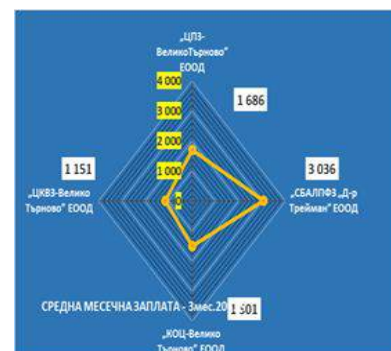 „ЦПЗ-
ВеликоТърново"
ЕООД
4 000
3 000
1 686
2 000
1 151
3 036
1 000
„ЦКВЗ-Велико
Търново" ЕООД
0
„СБАЛПФЗ „Д-р
Трейман" ЕООД
СРЕДНА МЕСЕЧНА ЗАПЛАТА - 3мес.20
1 501
„КОЦ-Велико
Търново" ЕООД